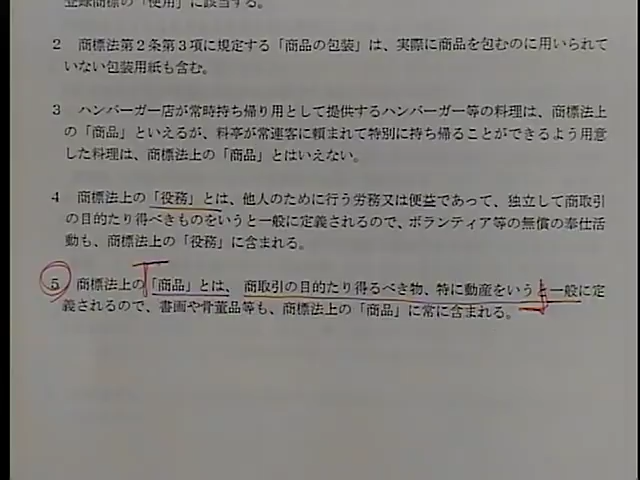 登録商標の「使用」に該当する。
2 商標法第2条第3項に規定する「商品の包装」は、実際に商品を包むのに用いられて
いない包装用紙も含む。
3 ハンバーガー店が常時持ち帰り用として提供するハンバーガー等の料理は、商標法上
の「商品」といえるが、料亭が常連客に頼まれて特別に持ち帰ることができるよう用意
した料理は、商標法上の「商品」とはいえない。
4 商標法上の「役務」とは、他人のために行う労務又は便益であって、独立して商取引
の目的たり得べきものをいうと一般に定義されるので、ボランティア等の無償の奉仕活
動も、商標法上の「役務」に含まれる。
5 商標法上の「商品」とは、商取引の目的たり得るべき物、特に動産をいうと一般に定
義されるので、書画や骨董品等も、商標法上の「商品」に常に含まれる。